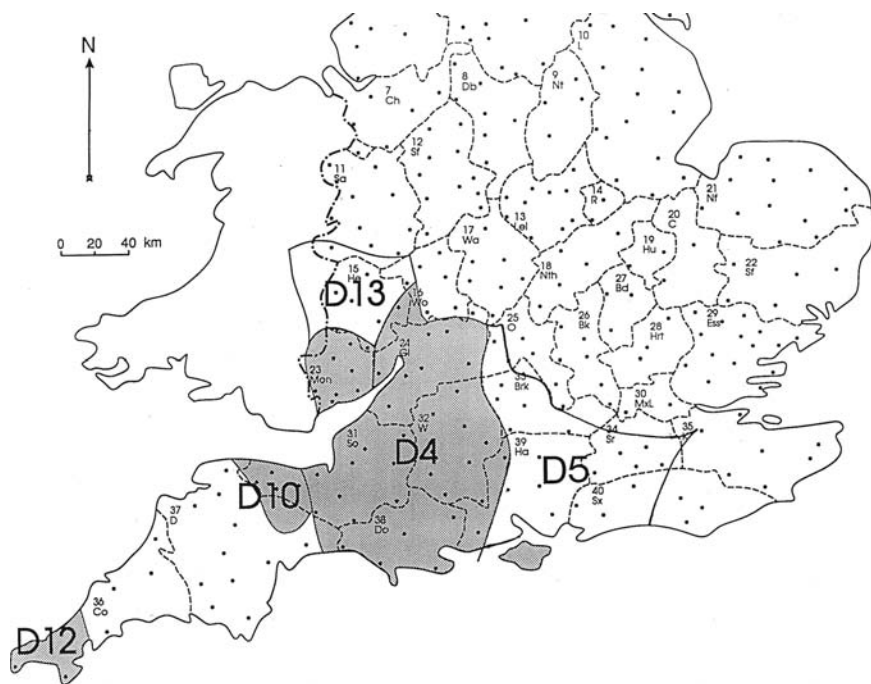 N
0 20 40 km
10
L
7
Ch
8
Db
9
Nt
12
Sf
11
Sa
14
R
13
Lei
21
Nf
20
C
17
Wa
19
Hu
18
Nth
22
Sf
15
He
D13
16
Wo
27
Bd
25
O
26
Bk
29
Ess
28
Hrt
24
Gl
23
Mon
33
Brk
30
MxL
32
W
31
So
D4
34
Sr
35
39
Ha
D5
40
Sx
D10
37
D
38
Do
36
Co
D12